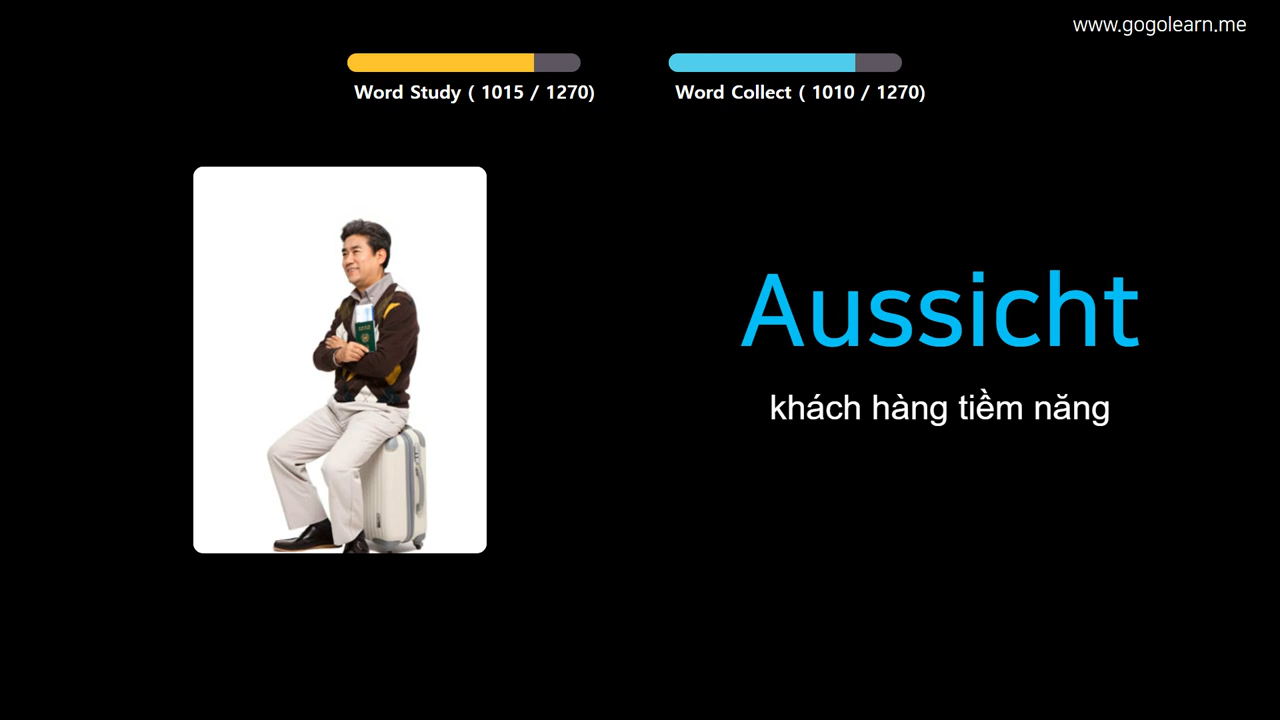 www.gogolearn.me
Word Study ( 1015 / 1270)
Word Collect ( 1010 / 1270)
Aussicht
khách hàng tiềm năng